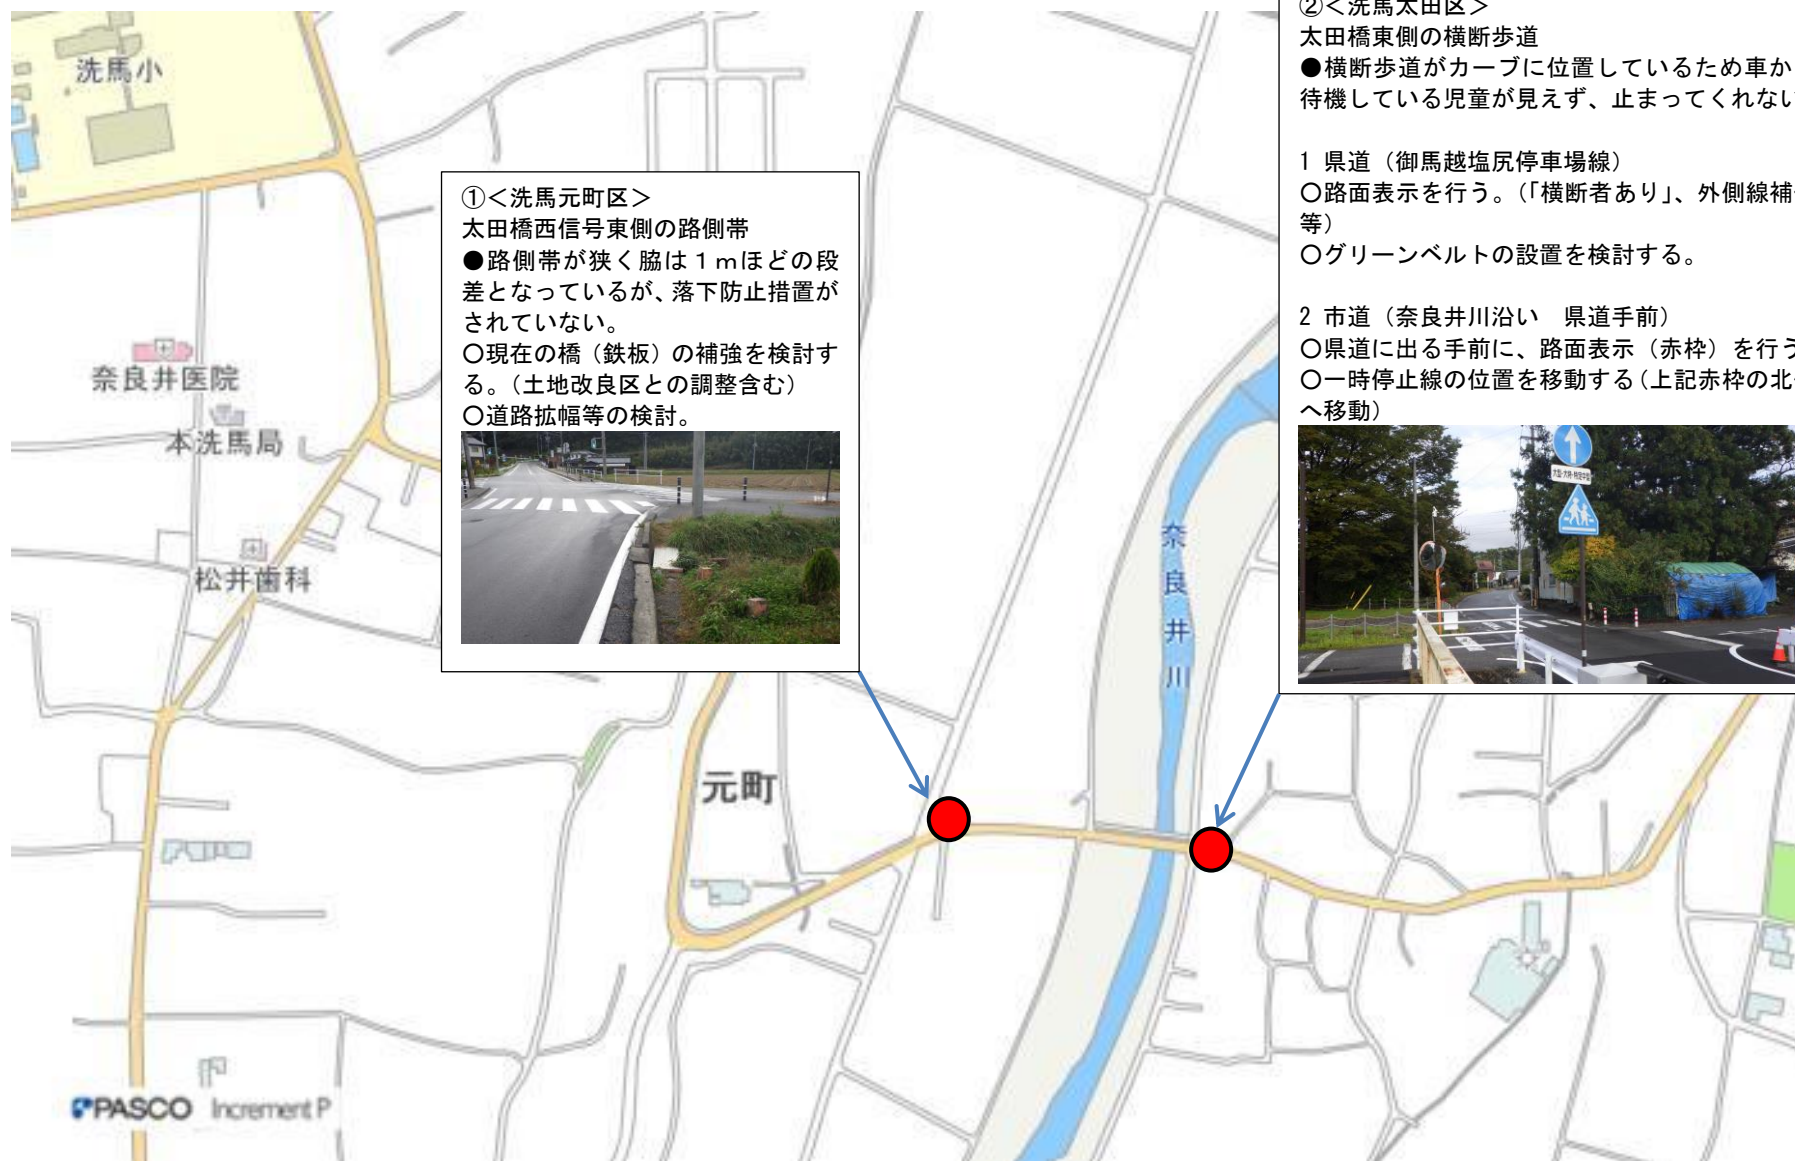 洗馬小
奈良井医院
本洗馬局
松井歯科
元町
奈良井川
PASCO Increment P
①<洗馬元町区>
太田橋西信号東側の路側帯
●路側帯が狭く脇は１ｍほどの段
差となっているが、落下防止措置が
されていない。
〇現在の橋（鉄板）の補強を検討す
る。（土地改良区との調整含む）
〇道路拡幅等の検討。
②<洗馬太田区>
太田橋東側の横断歩道
●横断歩道がカーブに位置しているため車か
待機している児童が見えず、止まってくれない
1 県道（御馬越塩尻停車場線）
〇路面表示を行う。（「横断者あり」、外側線補
等）
〇グリーンベルトの設置を検討する。
2 市道（奈良井川沿い　県道手前）
〇県道に出る手前に、路面表示（赤枠）を行う
〇一時停止線の位置を移動する（上記赤枠の北
へ移動）